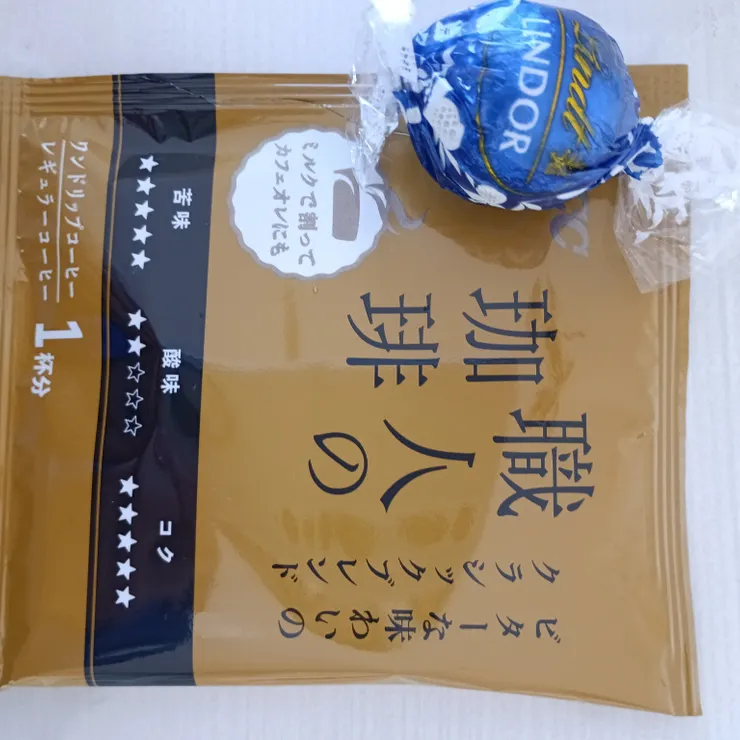 Lindt
LINDOR
ビターな味わいの
クラシックブレンド
職人の
珈琲
ミルクで割って
カフェオレにも
苦味
★★★★★
酸味
★★☆☆☆
コク
★★★★★
ワンドリップコーヒー
レギュラーコーヒー
1杯分